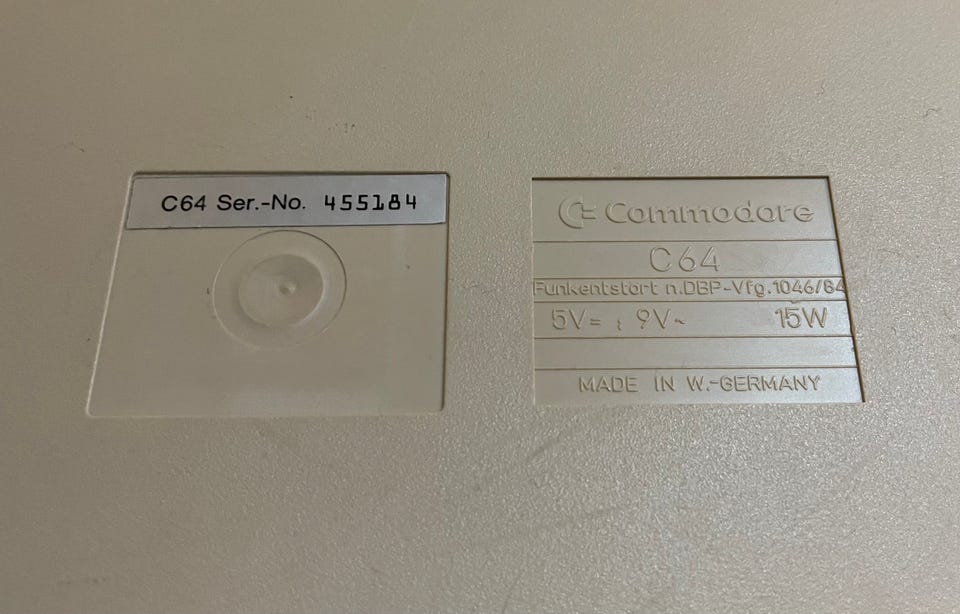 C64 Ser.-No. 455184
Commodore
C64
Funkentstört n.DBP-Vfg.1046/84
5V= ; 9V~ 15W
MADE IN W.-GERMANY